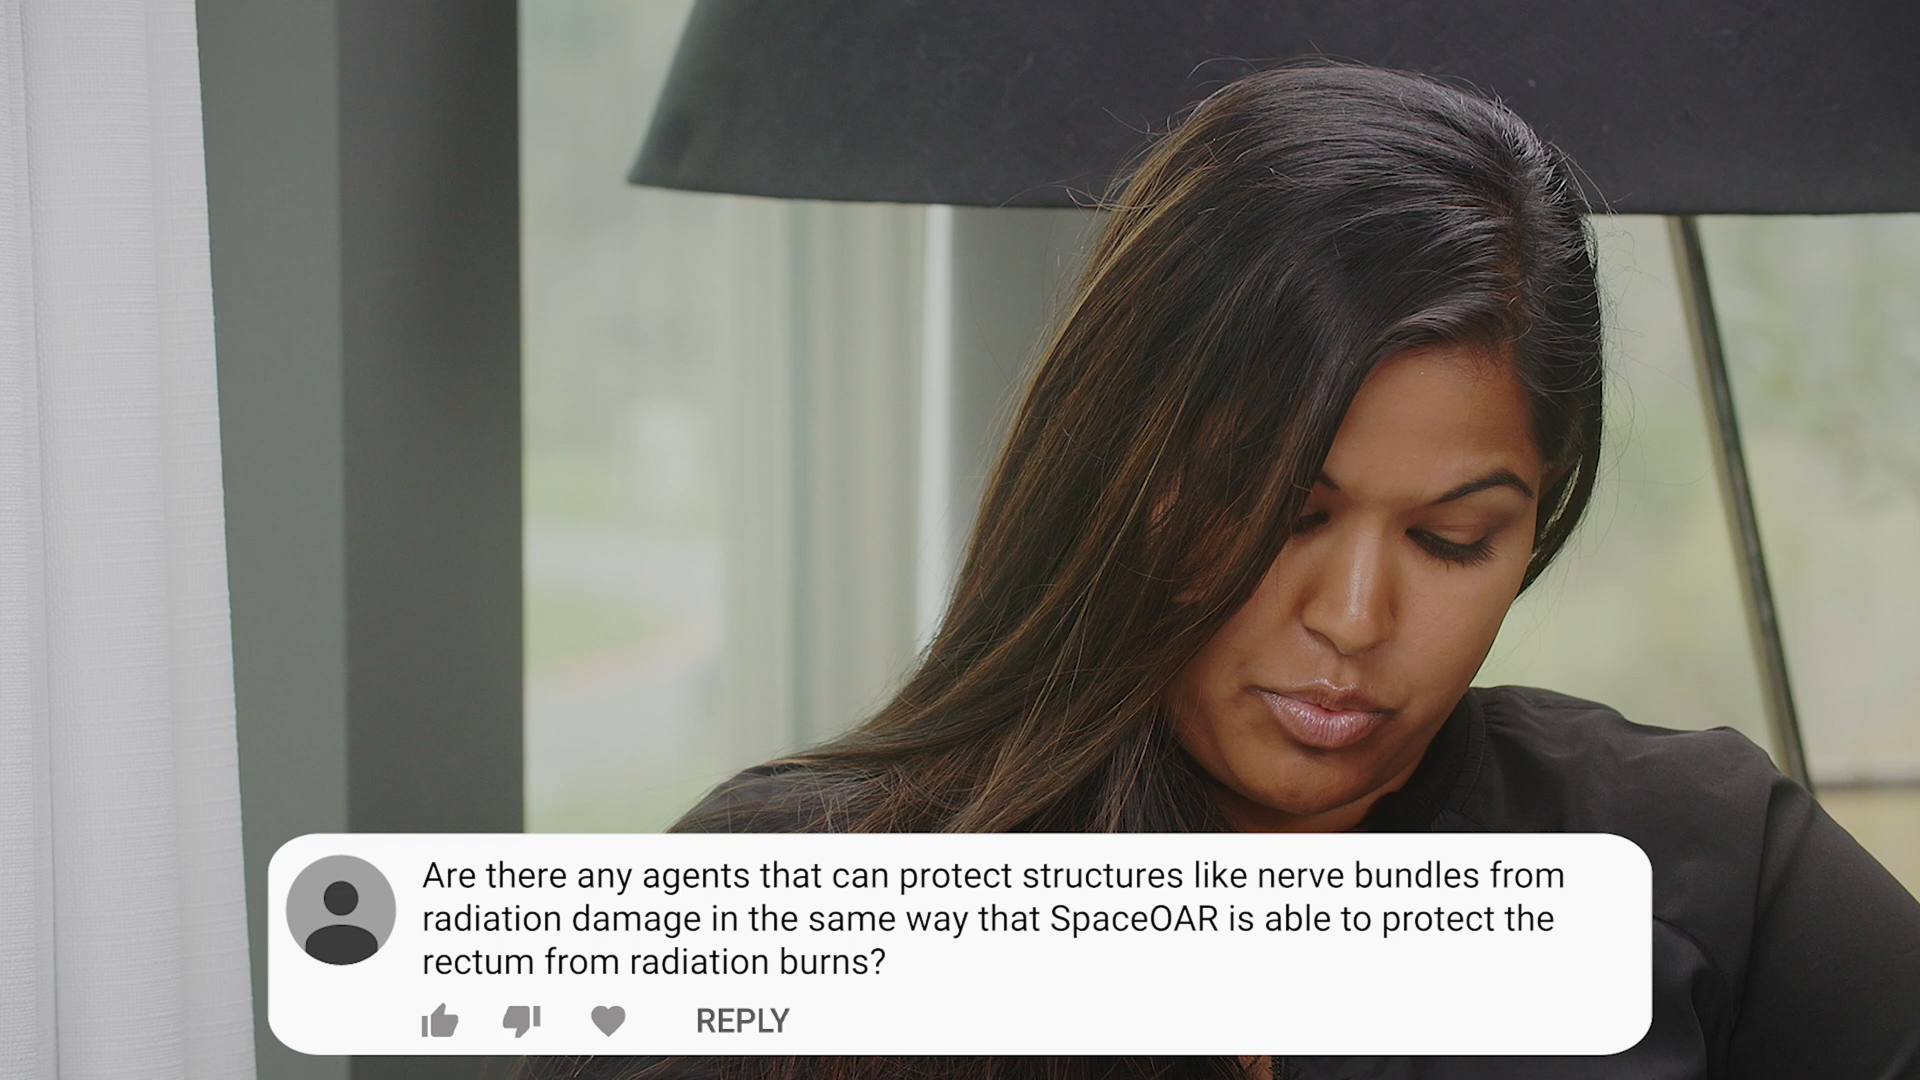 Are there any agents that can protect structures like nerve bundles from
radiation damage in the same way that SpaceOAR is able to protect the
rectum from radiation burns?
REPLY